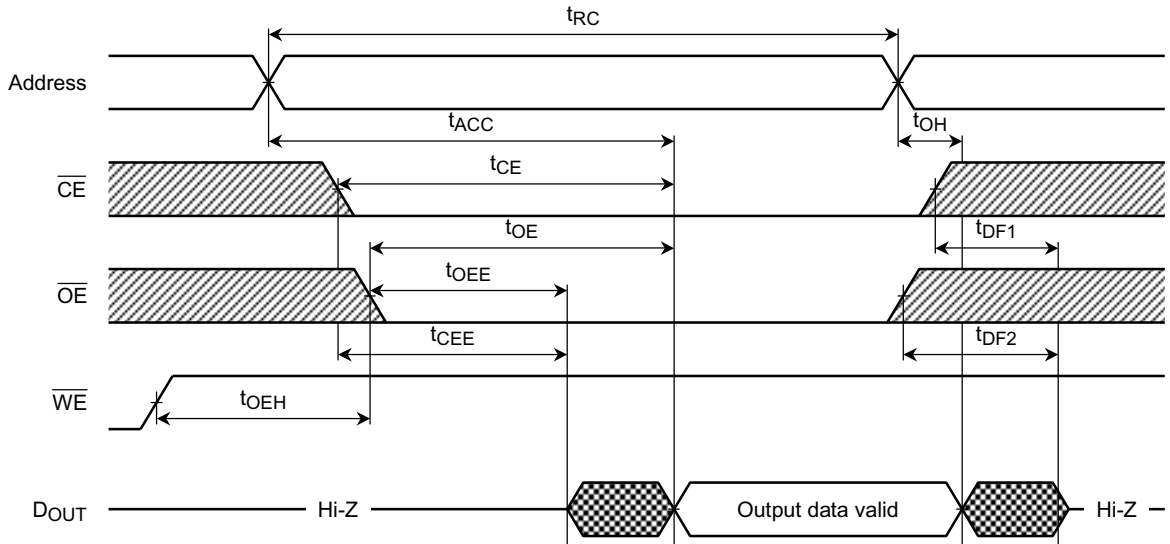 tRC
Address
tACC
tOH
CE
tCE
tOE
tDF1
OE
tOEE
tCEE
tDF2
WE
tOEH
DOUT
Hi-Z
Output data valid
Hi-Z